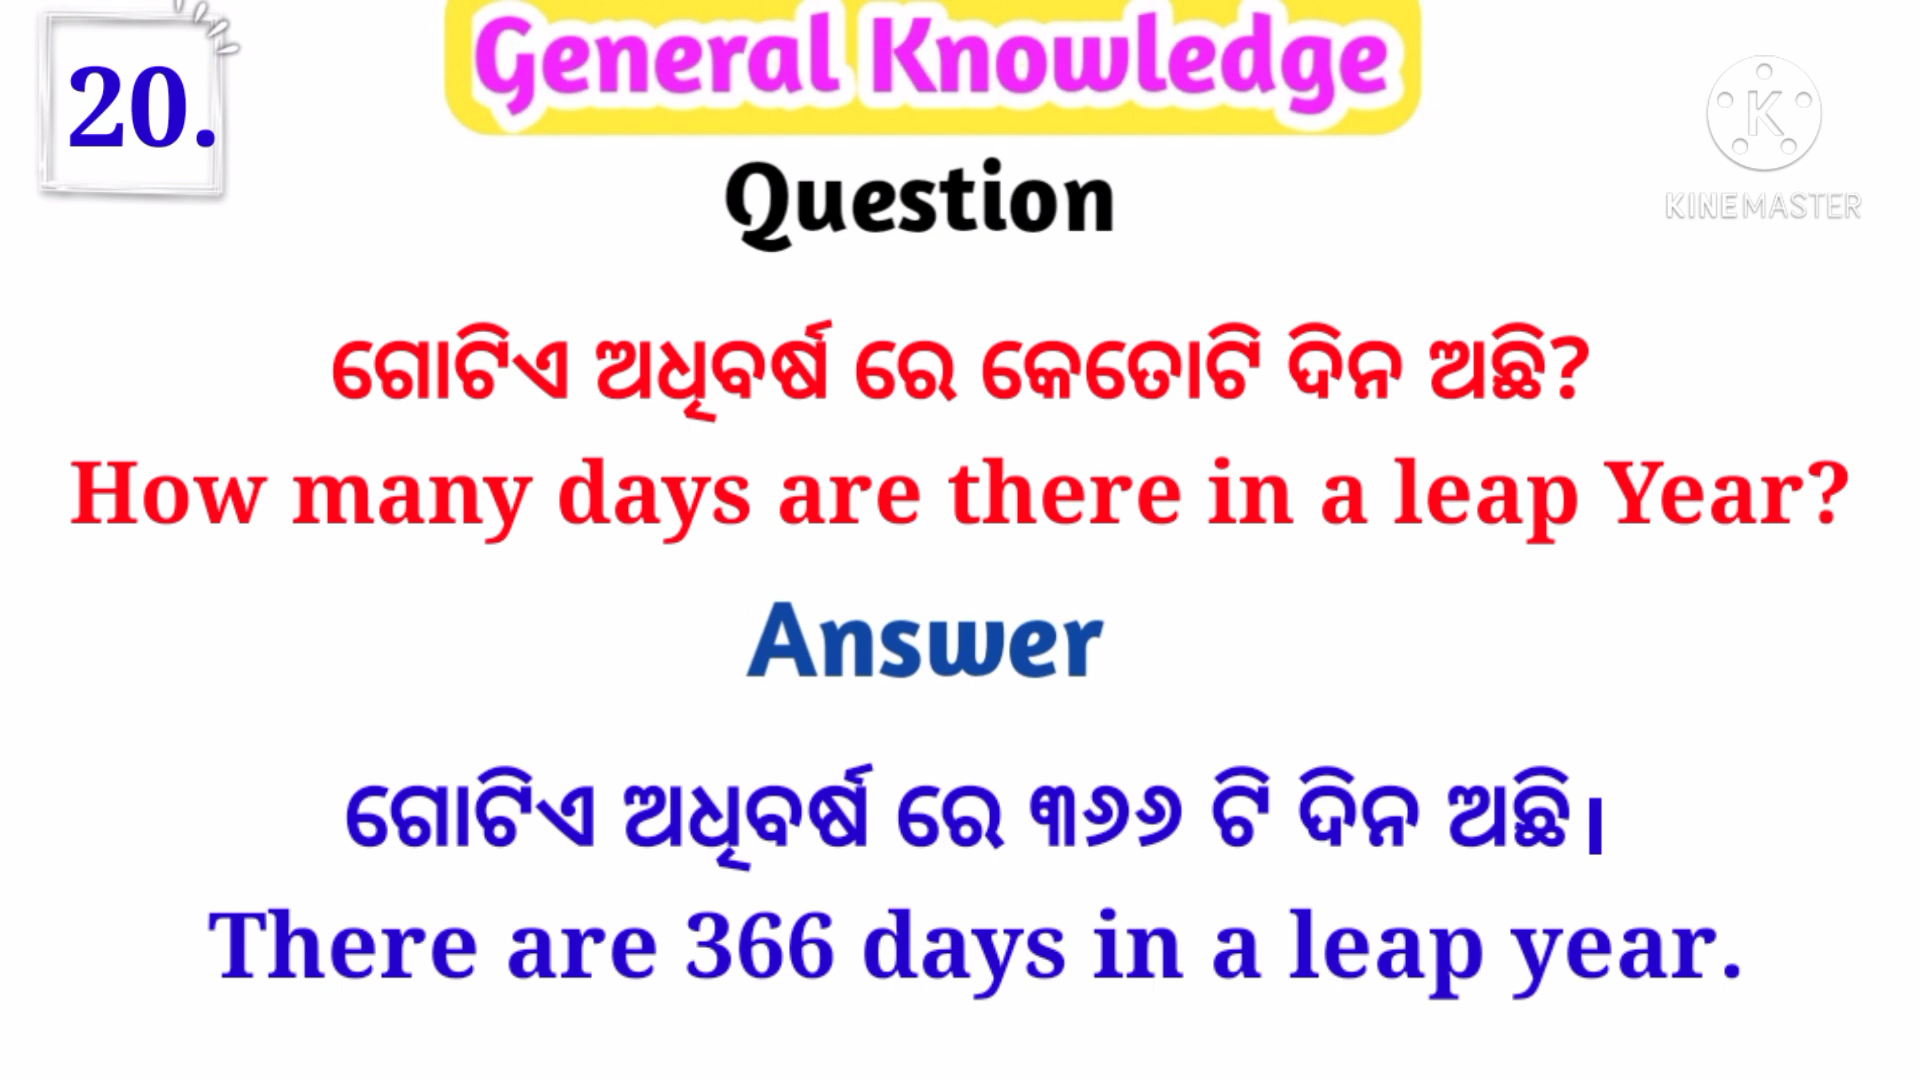 20.
General Knowledge
KINEMASTER
Question
ଗୋଟିଏ ଅଧିବର୍ଷ ରେ କେତୋଟି ଦିନ ଅଛି?
How many days are there in a leap Year?
Answer
ଗୋଟିଏ ଅଧିବର୍ଷ ରେ ୩୬୬ ଟି ଦିନ ଅଛି|
There are 366 days in a leap year.